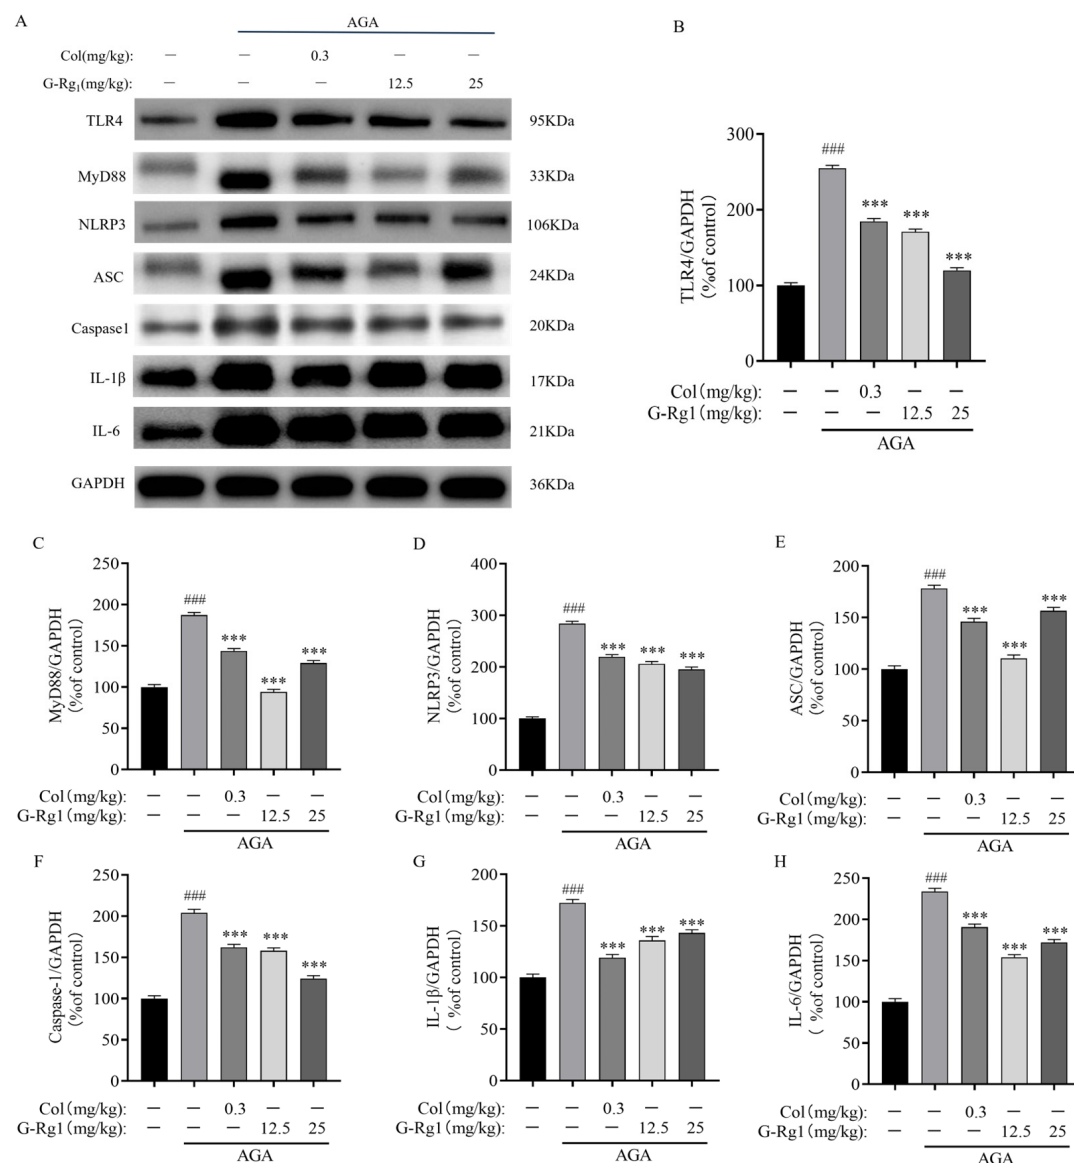 A
AGA
Col(mg/kg): — — 0.3 — —
G-Rg1(mg/kg): — — — 12.5 25
TLR4 95KDa
MyD88 33KDa
NLRP3 106KDa
ASC 24KDa
Caspase1 20KDa
IL-1β 17KDa
IL-6 21KDa
GAPDH 36KDa
B
TLR4/GAPDH
(%of control)
300
200
100
0
###
***
***
***
Col(mg/kg): — — 0.3 — —
G-Rg1(mg/kg): — — — 12.5 25
AGA
C
MyD88/GAPDH
(%of control)
250
200
150
100
50
0
###
***
***
***
Col(mg/kg): — — 0.3 — —
G-Rg1(mg/kg): — — — 12.5 25
AGA
D
NLRP3/GAPDH
(%of control)
400
300
200
100
0
###
***
***
***
Col(mg/kg): — — 0.3 — —
G-Rg1(mg/kg): — — — 12.5 25
AGA
E
ASC/GAPDH
(%of control)
200
150
100
50
0
###
***
***
***
Col(mg/kg): — — 0.3 — —
G-Rg1(mg/kg): — — — 12.5 25
AGA
F
Caspase-1/GAPDH
(%of control)
250
200
150
100
50
0
###
***
***
***
Col(mg/kg): — — 0.3 — —
G-Rg1(mg/kg): — — — 12.5 25
AGA
G
IL-1β/GAPDH
( %of control)
200
150
100
50
0
###
***
***
***
Col(mg/kg): — — 0.3 — —
G-Rg1(mg/kg): — — — 12.5 25
AGA
H
IL-6/GAPDH
( %of control)
250
200
150
100
50
0
###
***
***
***
Col(mg/kg): — — 0.3 — —
G-Rg1(mg/kg): — — — 12.5 25
AGA